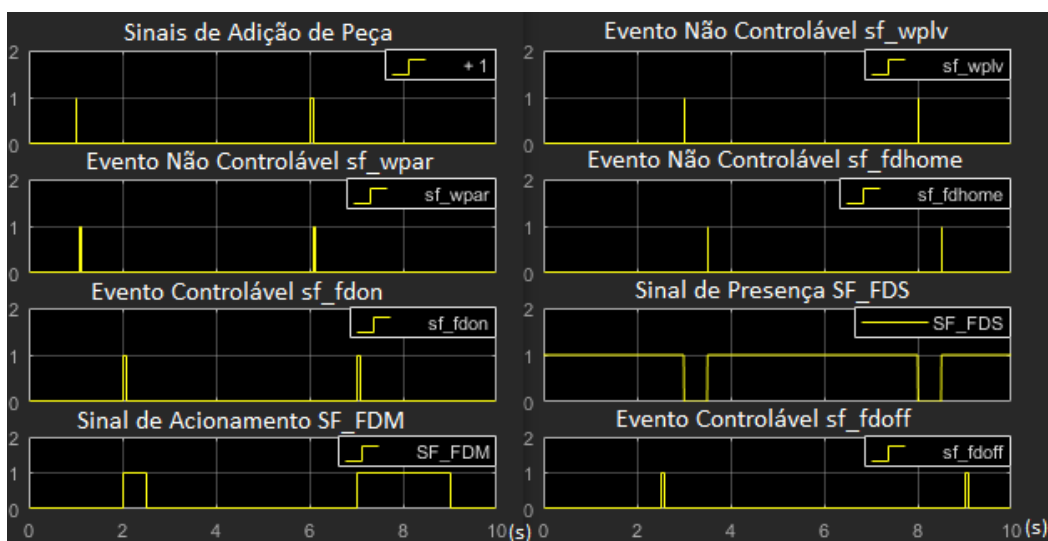 Sinais de Adição de Peça
2
+ 1
1
0
Evento Não Controlável sf_wpar
2
sf_wpar
1
0
Evento Controlável sf_fdon
2
sf_fdon
1
0
Sinal de Acionamento SF_FDM
2
SF_FDM
1
0
0 2 4 6 8 10 (s)
Evento Não Controlável sf_wplv
2
sf_wplv
1
0
Evento Não Controlável sf_fdhome
2
sf_fdhome
1
0
Sinal de Presença SF_FDS
2
SF_FDS
1
0
Evento Controlável sf_fdoff
2
sf_fdoff
1
0
0 2 4 6 8 10 (s)